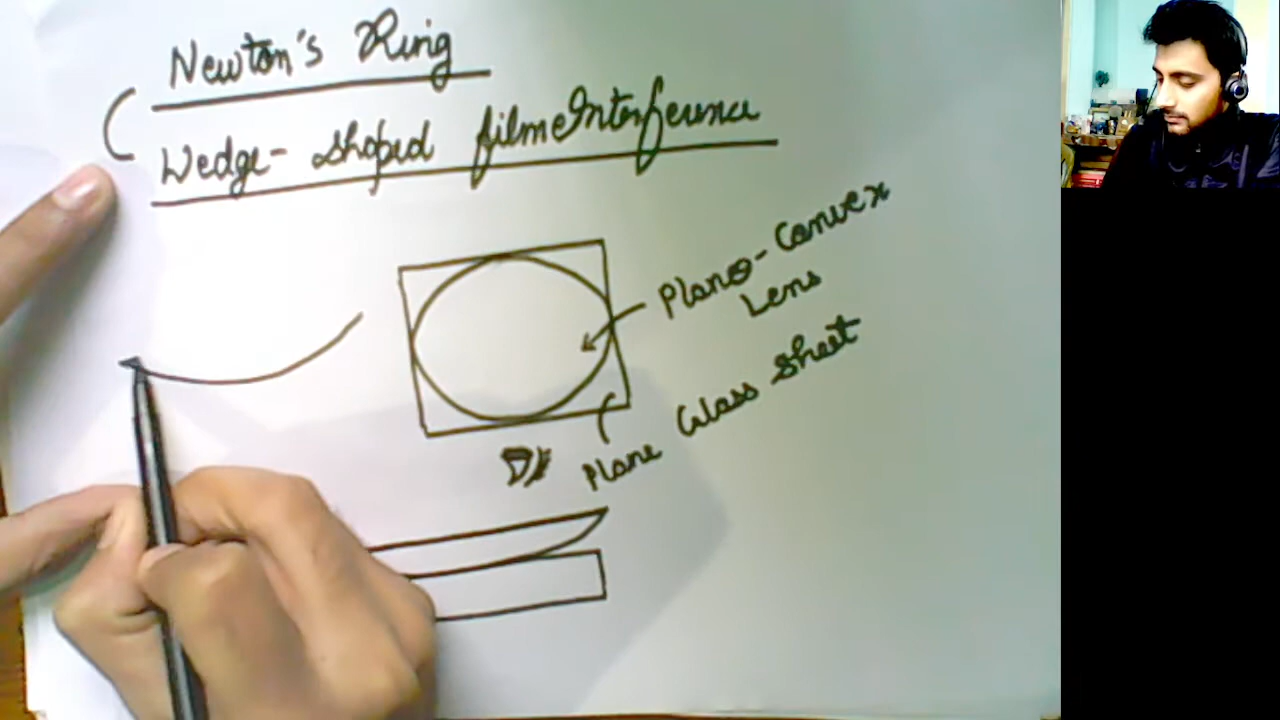 Newton's Ring
Wedge-Shaped film Interference
Plano-Convex
Lens
Plane Glass Sheet